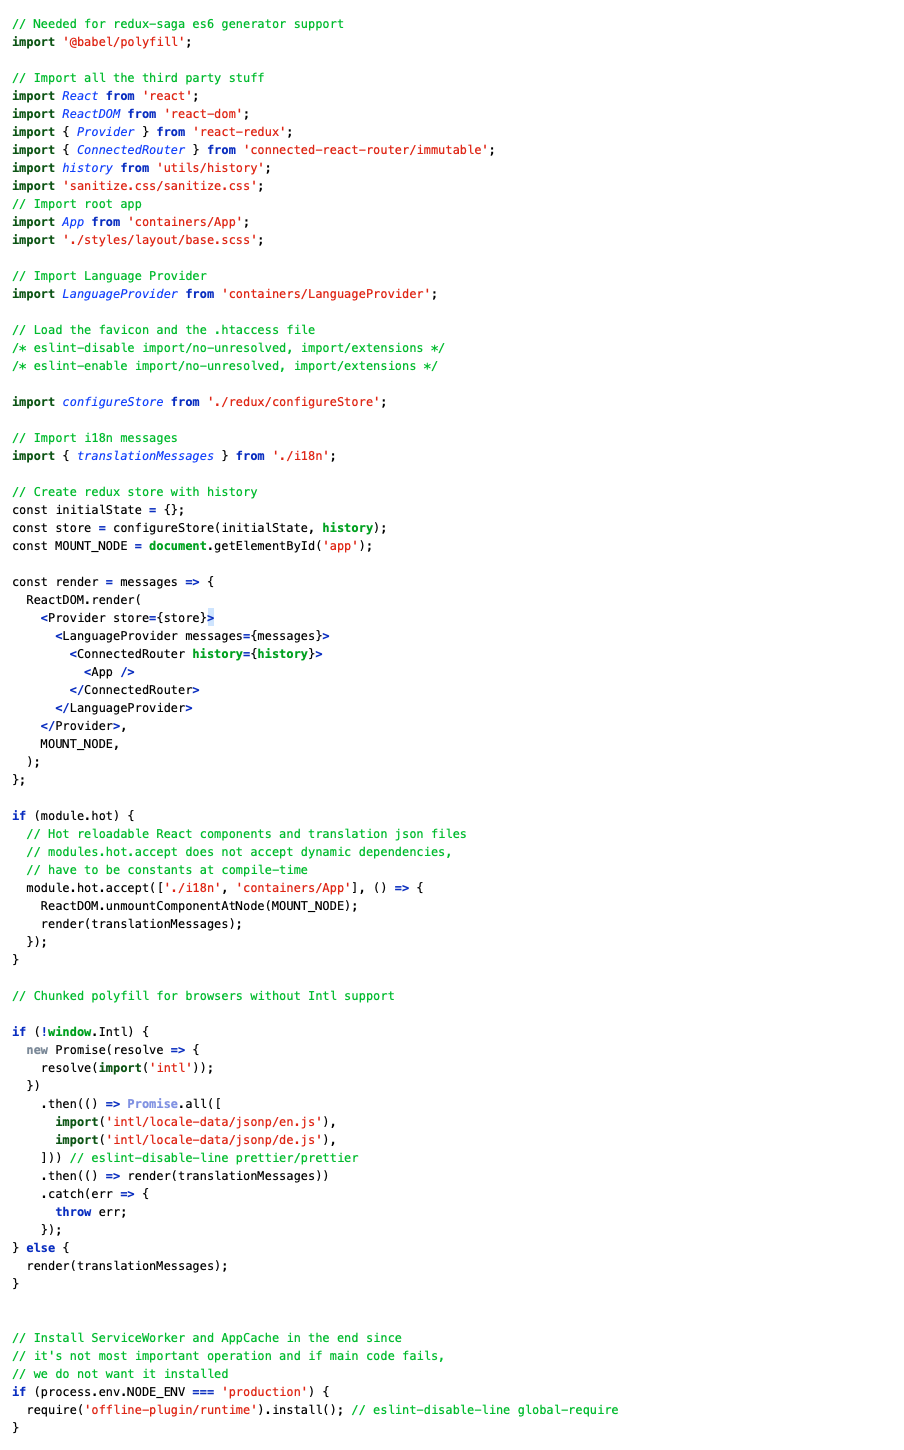 // Needed for redux-saga es6 generator support
import '@babel/polyfill';

// Import all the third party stuff
import React from 'react';
import ReactDOM from 'react-dom';
import { Provider } from 'react-redux';
import { ConnectedRouter } from 'connected-react-router/immutable';
import history from 'utils/history';
import 'sanitize.css/sanitize.css';
// Import root app
import App from 'containers/App';
import './styles/layout/base.scss';

// Import Language Provider
import LanguageProvider from 'containers/LanguageProvider';

// Load the favicon and the .htaccess file
/* eslint-disable import/no-unresolved, import/extensions */
/* eslint-enable import/no-unresolved, import/extensions */

import configureStore from './redux/configureStore';

// Import i18n messages
import { translationMessages } from './i18n';

// Create redux store with history
const initialState = {};
const store = configureStore(initialState, history);
const MOUNT_NODE = document.getElementById('app');

const render = messages => {
  ReactDOM.render(
    <Provider store={store}>
      <LanguageProvider messages={messages}>
        <ConnectedRouter history={history}>
          <App />
        </ConnectedRouter>
      </LanguageProvider>
    </Provider>,
    MOUNT_NODE,
  );
};

if (module.hot) {
  // Hot reloadable React components and translation json files
  // modules.hot.accept does not accept dynamic dependencies,
  // have to be constants at compile-time
  module.hot.accept(['./i18n', 'containers/App'], () => {
    ReactDOM.unmountComponentAtNode(MOUNT_NODE);
    render(translationMessages);
  });
}

// Chunked polyfill for browsers without Intl support

if (!window.Intl) {
  new Promise(resolve => {
    resolve(import('intl'));
  })
    .then(() => Promise.all([
      import('intl/locale-data/jsonp/en.js'),
      import('intl/locale-data/jsonp/de.js'),
    ])) // eslint-disable-line prettier/prettier
    .then(() => render(translationMessages))
    .catch(err => {
      throw err;
    });
} else {
  render(translationMessages);
}


// Install ServiceWorker and AppCache in the end since
// it's not most important operation and if main code fails,
// we do not want it installed
if (process.env.NODE_ENV === 'production') {
  require('offline-plugin/runtime').install(); // eslint-disable-line global-require
}